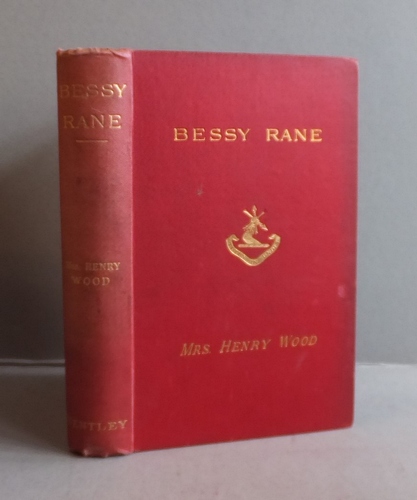 BESSY
RANE
MRS. HENRY
WOOD
BENTLEY
BESSY RANE
MRS. HENRY WOOD